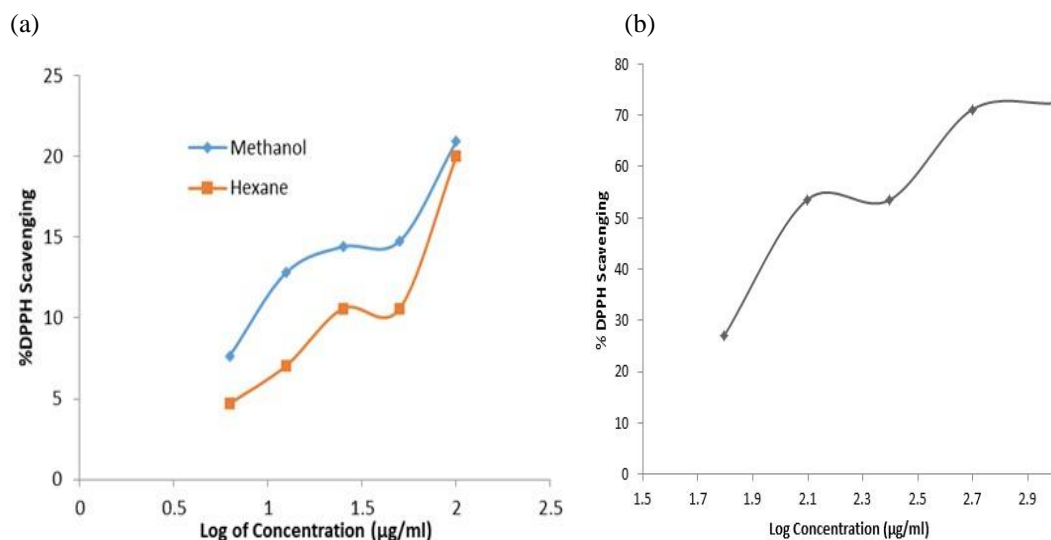 (a)
25
20
15
10
5
0
%DPPH Scavenging
Methanol
Hexane
0 0.5 1 1.5 2 2.5
Log of Concentration (µg/ml)
(b)
80
70
60
50
40
30
20
10
0
% DPPH Scavenging
1.5 1.7 1.9 2.1 2.3 2.5 2.7 2.9
Log Concentration (µg/ml)